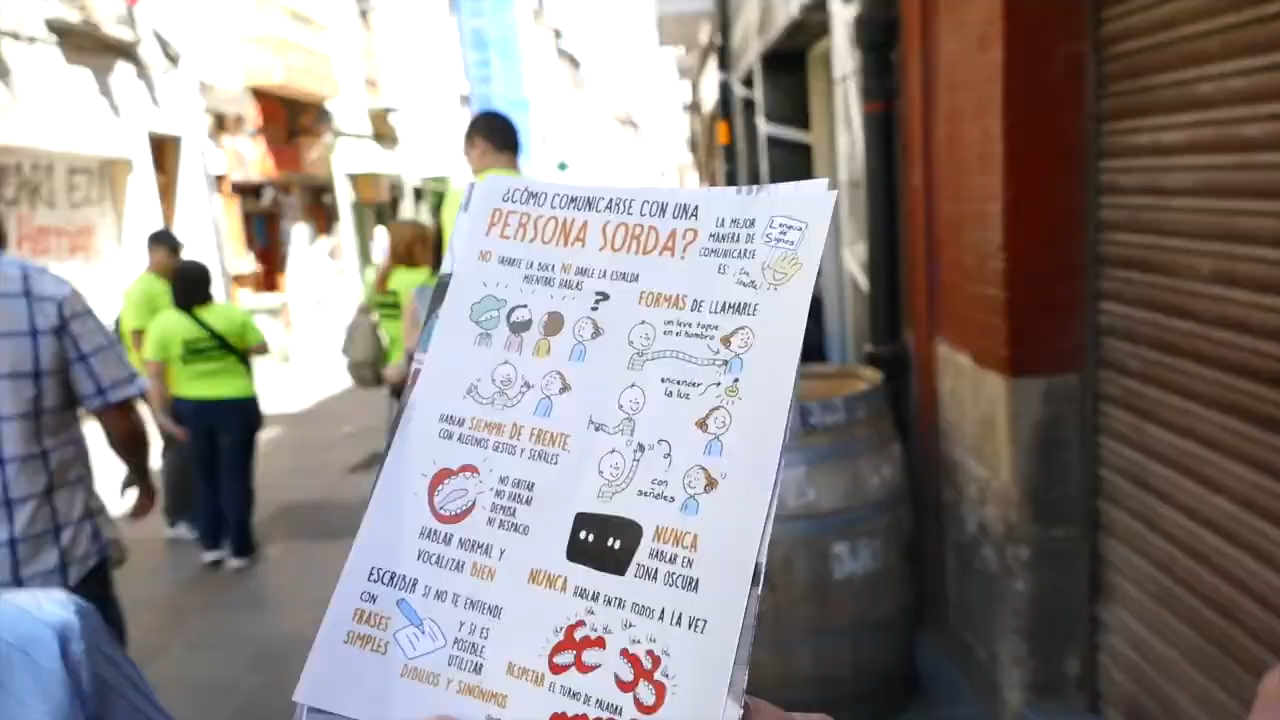 ¿CÓMO COMUNICARSE CON UNA
PERSONA SORDA?
LA MEJOR
MANERA DE
COMUNICARSE
ES:
Lengua
de
Signos
NO TAPARTE LA BOCA, NI DARLE LA ESPALDA
MIENTRAS HABLAS
?
FORMAS DE LLAMARLE
un leve toque
en el hombro
encender
la luz
con
señales
HABLAR SIEMPRE DE FRENTE,
CON ALGUNOS GESTOS Y SEÑALES
NO GRITAR
NO HABLAR
DEPRISA,
NI DESPACIO
HABLAR NORMAL Y
VOCALIZAR BIEN
NUNCA
HABLAR EN
ZONA OSCURA
ESCRIBIR SI NO TE ENTIENDE
CON
FRASES
SIMPLES
Y SI ES
POSIBLE,
UTILIZAR
DIBUJOS Y SINÓNIMOS
NUNCA HABLAR ENTRE TODOS A LA VEZ
RESPETAR EL TURNO DE PALABRA